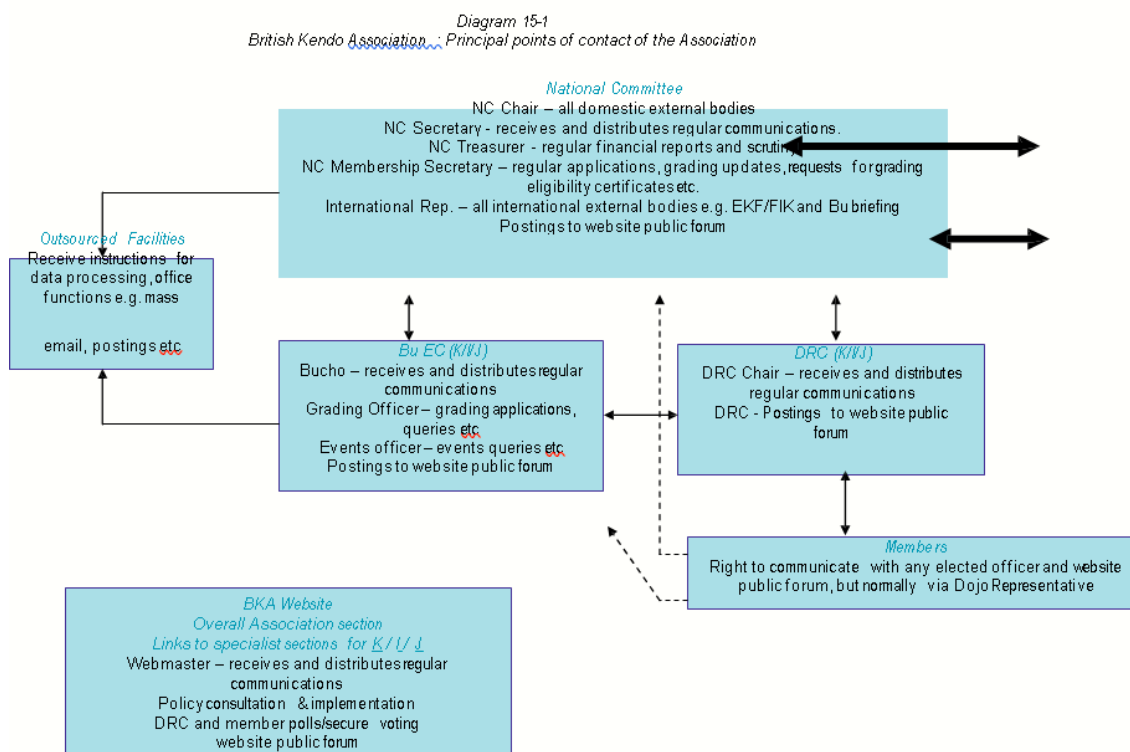 Diagram 15-1
British Kendo Association : Principal points of contact of the Association
National Committee
NC Chair – all domestic external bodies
NC Secretary - receives and distributes regular communications.
NC Treasurer - regular financial reports and scrutiny
NC Membership Secretary – regular applications, grading updates, requests for grading
eligibility certificates etc.
International Rep. – all international external bodies e.g. EKF/FIK and Bu briefing
Postings to website public forum
Outsourced Facilities
Receive instructions for
data processing, office
functions e.g. mass
email, postings etc
Bu EC (K/I/J)
Bucho – receives and distributes regular
communications
Grading Officer – grading applications,
queries etc
Events officer – events queries etc
Postings to website public forum
DRC (K/I/J)
DRC Chair – receives and distributes
regular communications
DRC - Postings to website public
forum
Members
Right to communicate with any elected officer and website
public forum, but normally via Dojo Representative
BKA Website
Overall Association section
Links to specialist sections for K / I / J
Webmaster – receives and distributes regular
communications
Policy consultation & implementation
DRC and member polls/secure voting
website public forum